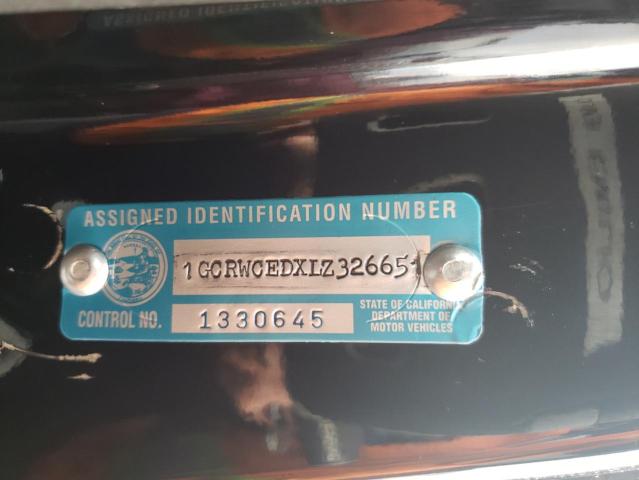 ASSIGNED IDENTIFICATION NUMBER
1GCRWCEDXLZ326651
CONTROL NO. 1330645
STATE OF CALIFORNIA
DEPARTMENT OF
MOTOR VEHICLES